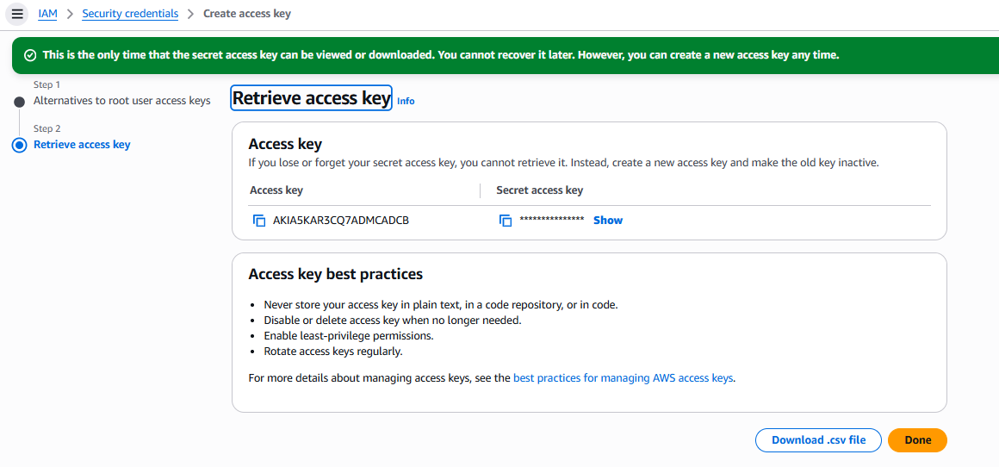 IAM > Security credentials > Create access key
This is the only time that the secret access key can be viewed or downloaded. You cannot recover it later. However, you can create a new access key any time.
Step 1
Alternatives to root user access keys
Step 2
Retrieve access key
Retrieve access key Info
Access key
If you lose or forget your secret access key, you cannot retrieve it. Instead, create a new access key and make the old key inactive.
Access key Secret access key
AKIA5KAR3CQ7ADMCADCB *************** Show
Access key best practices
• Never store your access key in plain text, in a code repository, or in code.
• Disable or delete access key when no longer needed.
• Enable least-privilege permissions.
• Rotate access keys regularly.
For more details about managing access keys, see the best practices for managing AWS access keys.
Download .csv file Done